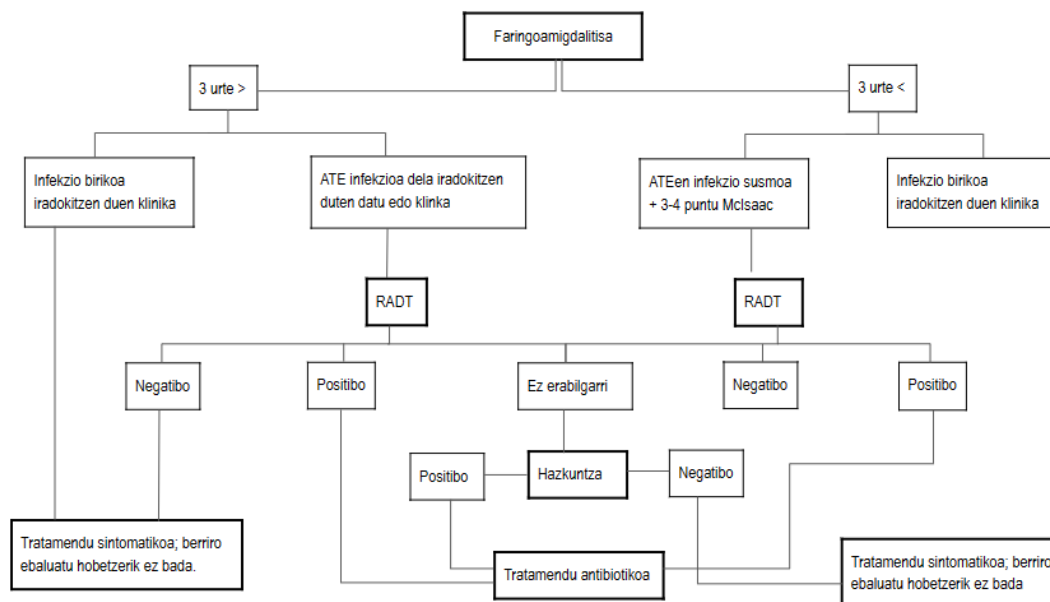 Faringoamigdalitisa
3 urte >
3 urte <
Infekzio birikoa
iradokitzen duen klinika
ATE infekzioa dela iradokitzen
duten datu edo klinka
ATEen infekzio susmoa
+ 3-4 puntu McIsaac
Infekzio birikoa
iradokitzen duen klinika
RADT
RADT
Negatibo
Positibo
Ez erabilgarri
Negatibo
Positibo
Positibo
Hazkuntza
Negatibo
Tratamendu sintomatikoa; berriro
ebaluatu hobetzerik ez bada.
Tratamendu antibiotikoa
Tratamendu sintomatikoa; berriro
ebaluatu hobetzerik ez bada